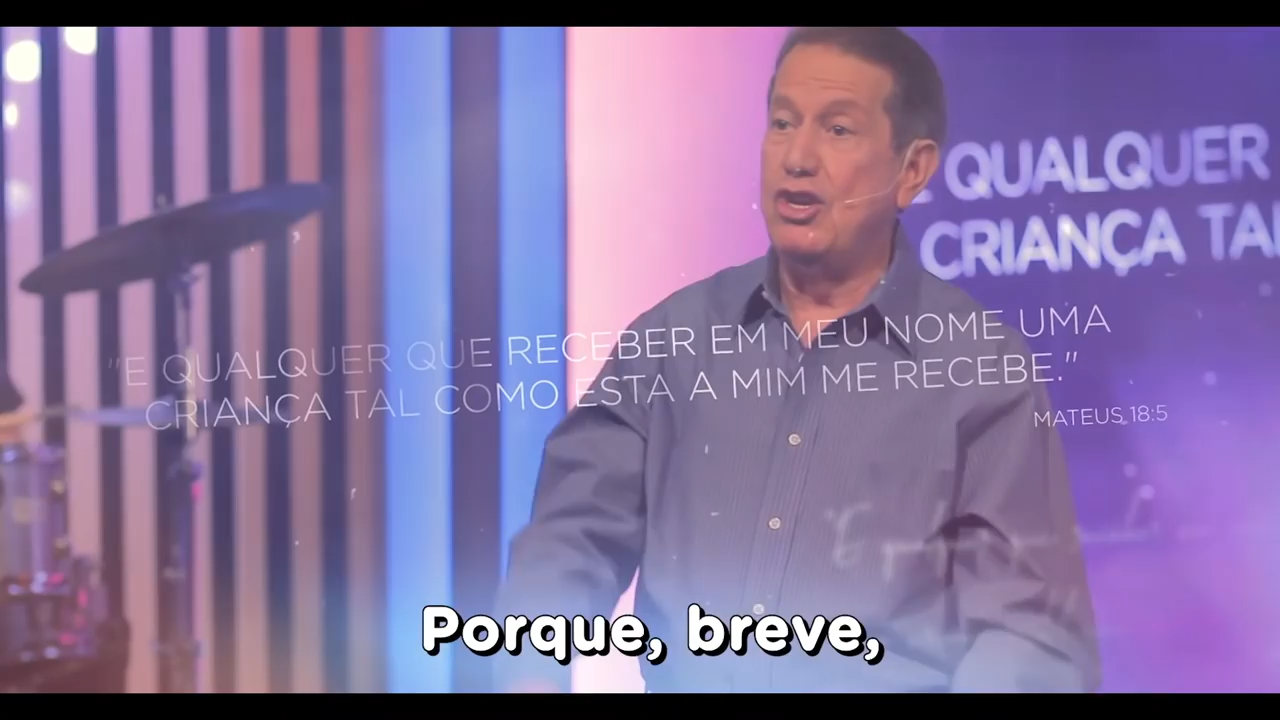 QUALQUER
CRIANÇA TAL
"E QUALQUER QUE RECEBER EM MEU NOME UMA
CRIANÇA TAL COMO ESTA A MIM ME RECEBE."
MATEUS 18:5
Porque, breve,